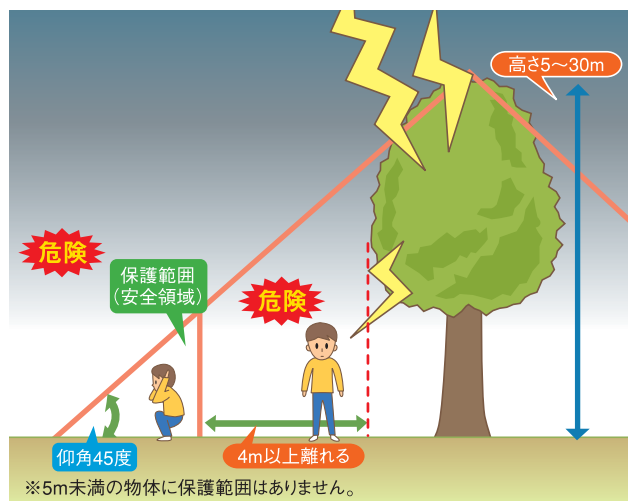 高さ5〜30m
危険
保護範囲
（安全領域）
危険
仰角45度
4m以上離れる
※5m未満の物体に保護範囲はありません。